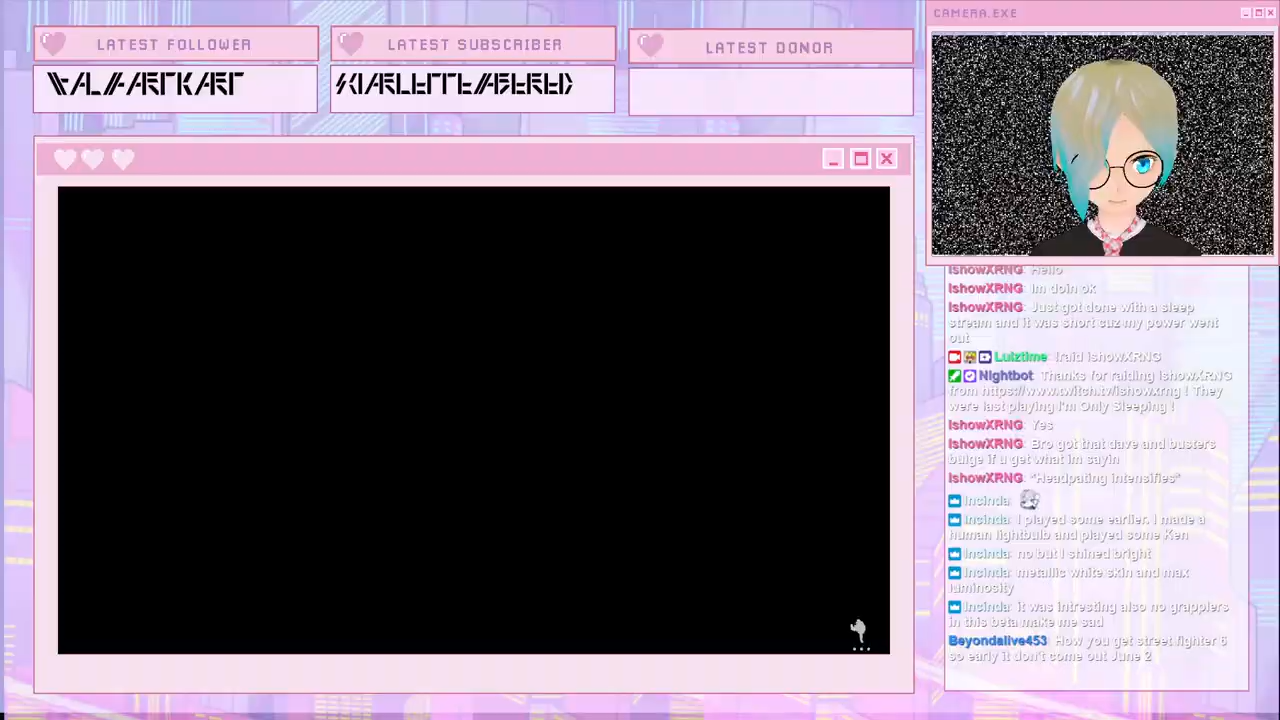 CAMERA.EXE
LATEST FOLLOWER
LATEST SUBSCRIBER
LATEST DONOR
IshowXRNG: Hello
IshowXRNG: Im doin ok
IshowXRNG: Just got done with a sleep
stream and it was short cuz my power went
out
Luiztime: !raid IshowXRNG
Nightbot: Thanks for raiding IshowXRNG
from https://www.twitch.tv/ishowxrng ! They
were last playing I'm Only Sleeping !
IshowXRNG: Yes
IshowXRNG: Bro got that dave and busters
bulge if u get what im sayin
IshowXRNG: *Headpating intensifies*
Incinda:
Incinda: I played some earlier. I made a
human lightbulb and played some Ken
Incinda: no but I shined bright
Incinda: metallic white skin and max
luminosity
Incinda: it was intresting also no grapplers
in this beta make me sad
Beyondalive453: How you get street fighter 6
so early it don't come out June 2